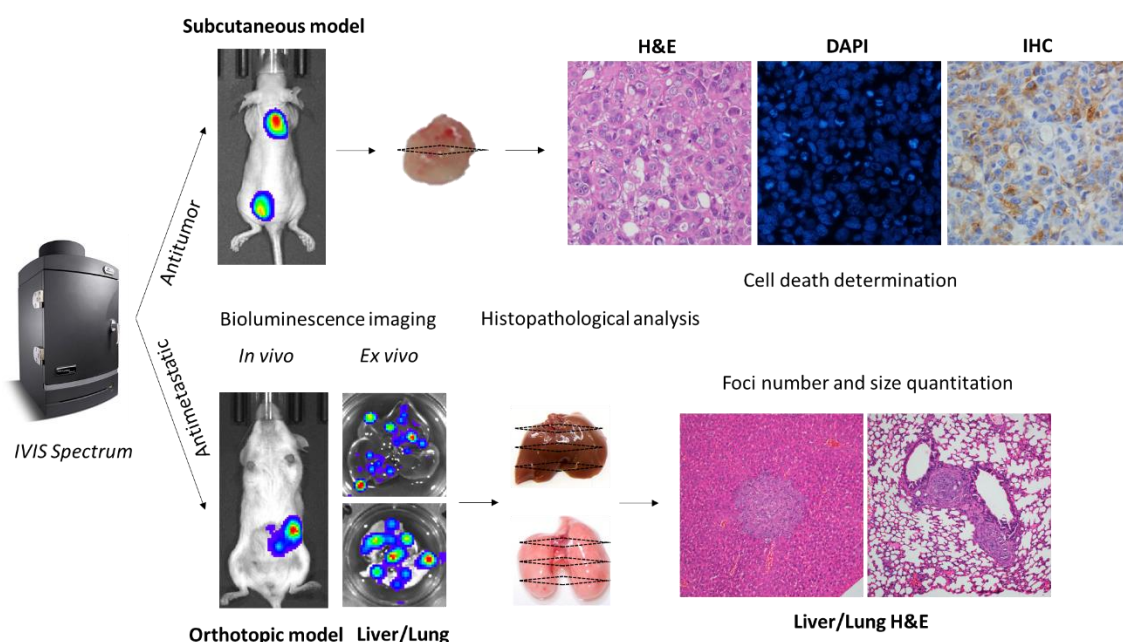 Subcutaneous model
H&E
DAPI
IHC
Antitumor
Cell death determination
Bioluminescence imaging
Histopathological analysis
In vivo
Ex vivo
Antimetastatic
Foci number and size quantitation
IVIS Spectrum
Orthotopic model
Liver/Lung
Liver/Lung H&E